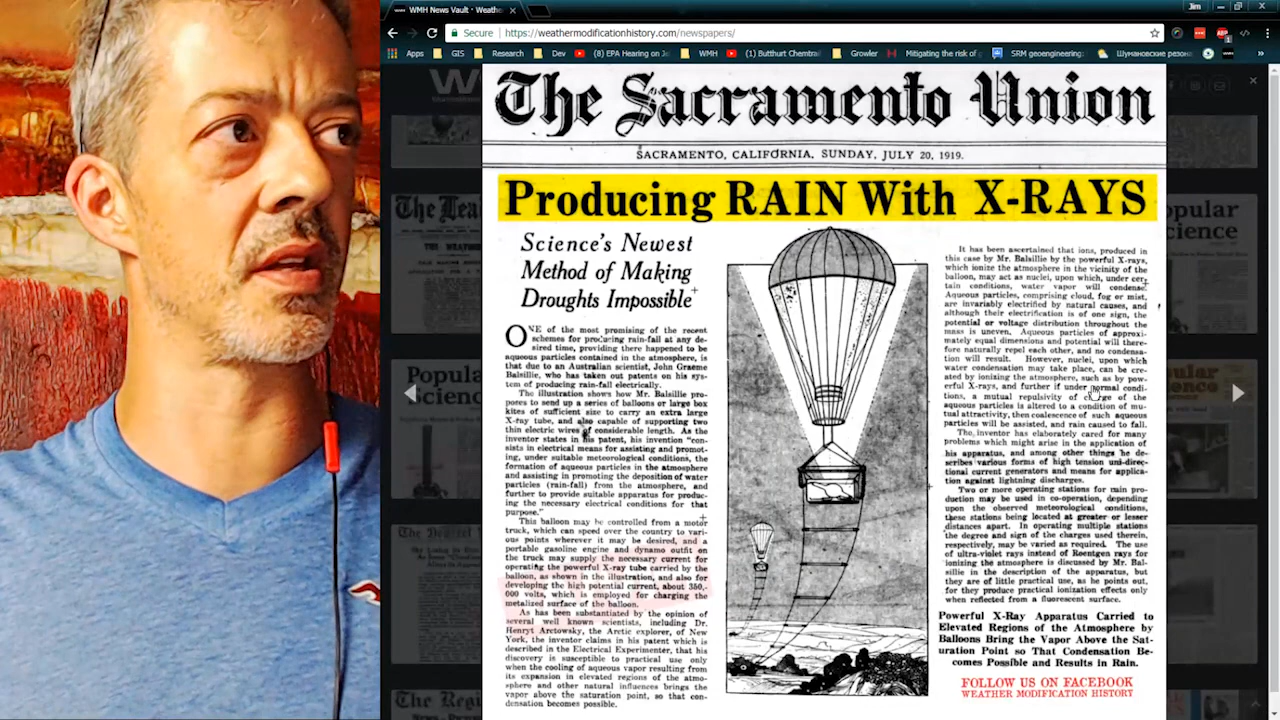 WMH News Vault · Weathe
Jim
Secure
https://weathermodificationhistory.com/newspapers/
Apps
GIS
Research
Dev
(8) EPA Hearing on Je
WMH
(1) Butthurt Chemtrai
Growler
Mitigating the risk of g
SRM geoengineering:
Шумановские резона
The Sacramento Union
SACRAMENTO, CALIFORNIA, SUNDAY, JULY 20, 1919.
Producing RAIN With X-RAYS
Science's Newest
Method of Making
Droughts Impossible
ONE of the most promising of the recent
schemes for producing rain-fall at any de-
sired time, providing there happened to be
aqueous particles contained in the atmosphere, is
that due to an Australian scientist, John Graeme
Balsillie, who has taken out patents on his sys-
tem of producing rain-fall electrically.
The illustration shows how Mr. Balsillie pro-
poses to send up a series of balloons or large box
kites of sufficient size to carry an extra large
X-ray tube, and also capable of supporting two
thin electric wires of considerable length. As the
inventor states in his patent, his invention "con-
sists in electrical means for assisting and promot-
ing, under suitable meteorological conditions, the
formation of aqueous particles in the atmosphere
and assisting in promoting the deposition of water
particles (rain-fall) from the atmosphere, and
further to provide suitable apparatus for produc-
ing the necessary electrical conditions for that
purpose."
This balloon may be controlled from a motor
truck, which can speed over the country to vari-
ous points wherever it may be desired, and a
portable gasoline engine and dynamo outfit on
the truck may supply the necessary current for
operating the powerful X-ray tube carried by the
balloon, as shown in the illustration, and also for
developing the high potential current, about 350,-
000 volts, which is employed for charging the
metalized surface of the balloon.
As has been substantiated by the opinion of
several well known scientists, including Dr.
Henryt Arctowsky, the Arctic explorer, of New
York, the inventor claims in his patent which is
described in the Electrical Experimenter, that his
discovery is susceptible to practical use only
when the cooling of aqueous vapor resulting from
its expansion in elevated regions of the atmo-
sphere and other natural influences brings the
vapor above the saturation point, so that con-
densation becomes possible.
It has been ascertained that ions, produced in
this case by Mr. Balsillie by the powerful X-rays,
which ionize the atmosphere in the vicinity of the
balloon, may act as nuclei, upon which, under cer-
tain conditions, water vapor will condense.
Aqueous particles, comprising cloud, fog or mist,
are invariably electrified by natural causes, and
although their electrification is of one sign, the
potential or voltage distribution throughout the
mass is uneven. Aqueous particles of approxi-
mately equal dimensions and potential will there-
fore naturally repel each other, and no condensa-
tion will result. However, nuclei, upon which
water condensation may take place, can be cre-
ated by ionizing the atmosphere, such as by pow-
erful X-rays, and further if under normal condi-
tions, a mutual repulsivity of charge of the
aqueous particles is altered to a condition of mu-
tual attractivity, then coalescence of such aqueous
particles will be assisted, and rain caused to fall.
The inventor has elaborately cared for many
problems which might arise in the application of
his apparatus, and among other things he de-
scribes various forms of high tension uni-direc-
tional current generators and means for applica-
tion against lightning discharges.
Two or more operating stations for rain pro-
duction may be used in co-operation, depending
upon the observed meteorological conditions,
these stations being located at greater or lesser
distances apart. In operating multiple stations
the degree and sign of the charges used therein,
respectively, may be varied as required. The use
of ultra-violet rays instead of Roentgen rays for
ionizing the atmosphere is discussed by Mr. Bal-
sillie in the description of the apparatus, but
they are of little practical use, as he points out,
for they produce practical ionization effects only
when reflected from a fluorescent surface.
Powerful X-Ray Apparatus Carried to
Elevated Regions of the Atmosphere by
Balloons Bring the Vapor Above the Sat-
uration Point so That Condensation Be-
comes Possible and Results in Rain.
FOLLOW US ON FACEBOOK
WEATHER MODIFICATION HISTORY
The Lea
Popular
Science
The Reg